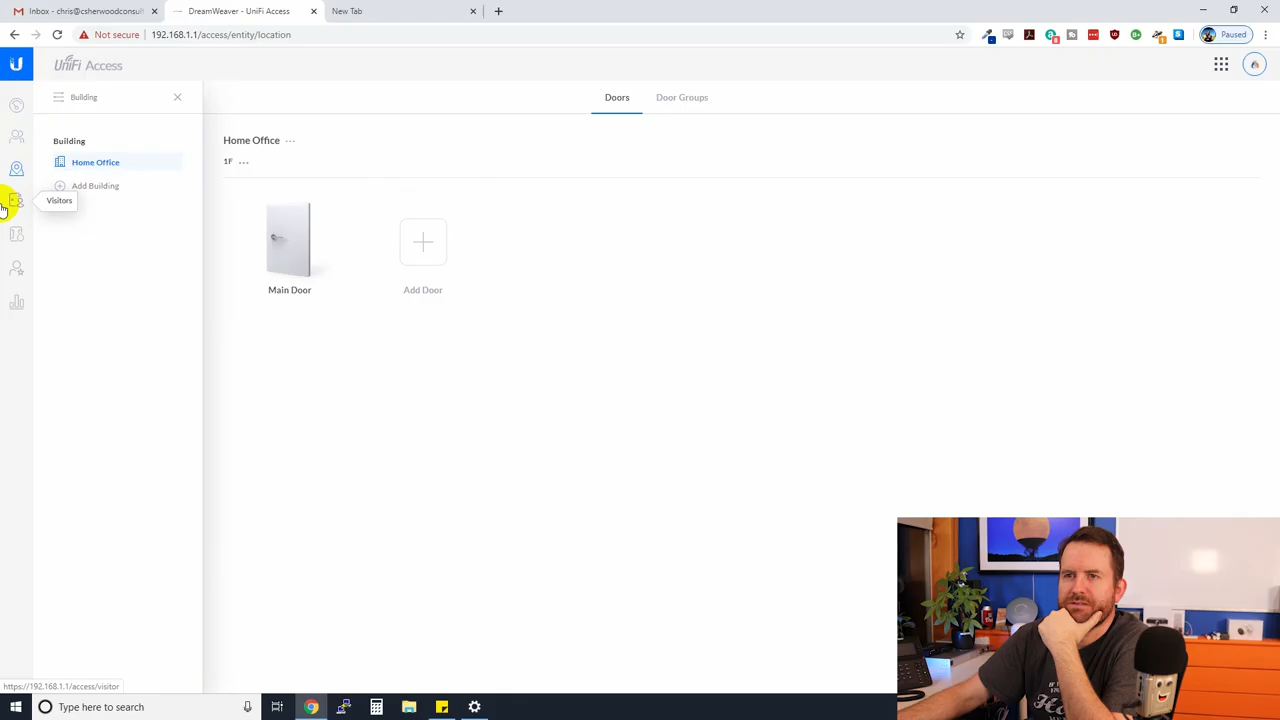 Inbox - chris@csherwoodconsult
DreamWeaver - UniFi Access
New Tab
Not secure
192.168.1.1/access/entity/location
Paused
UniFi Access
Building
Doors
Door Groups
Building
Home Office
Home Office
1F
Add Building
Visitors
Main Door
Add Door
https://192.168.1.1/access/visitor
Type here to search